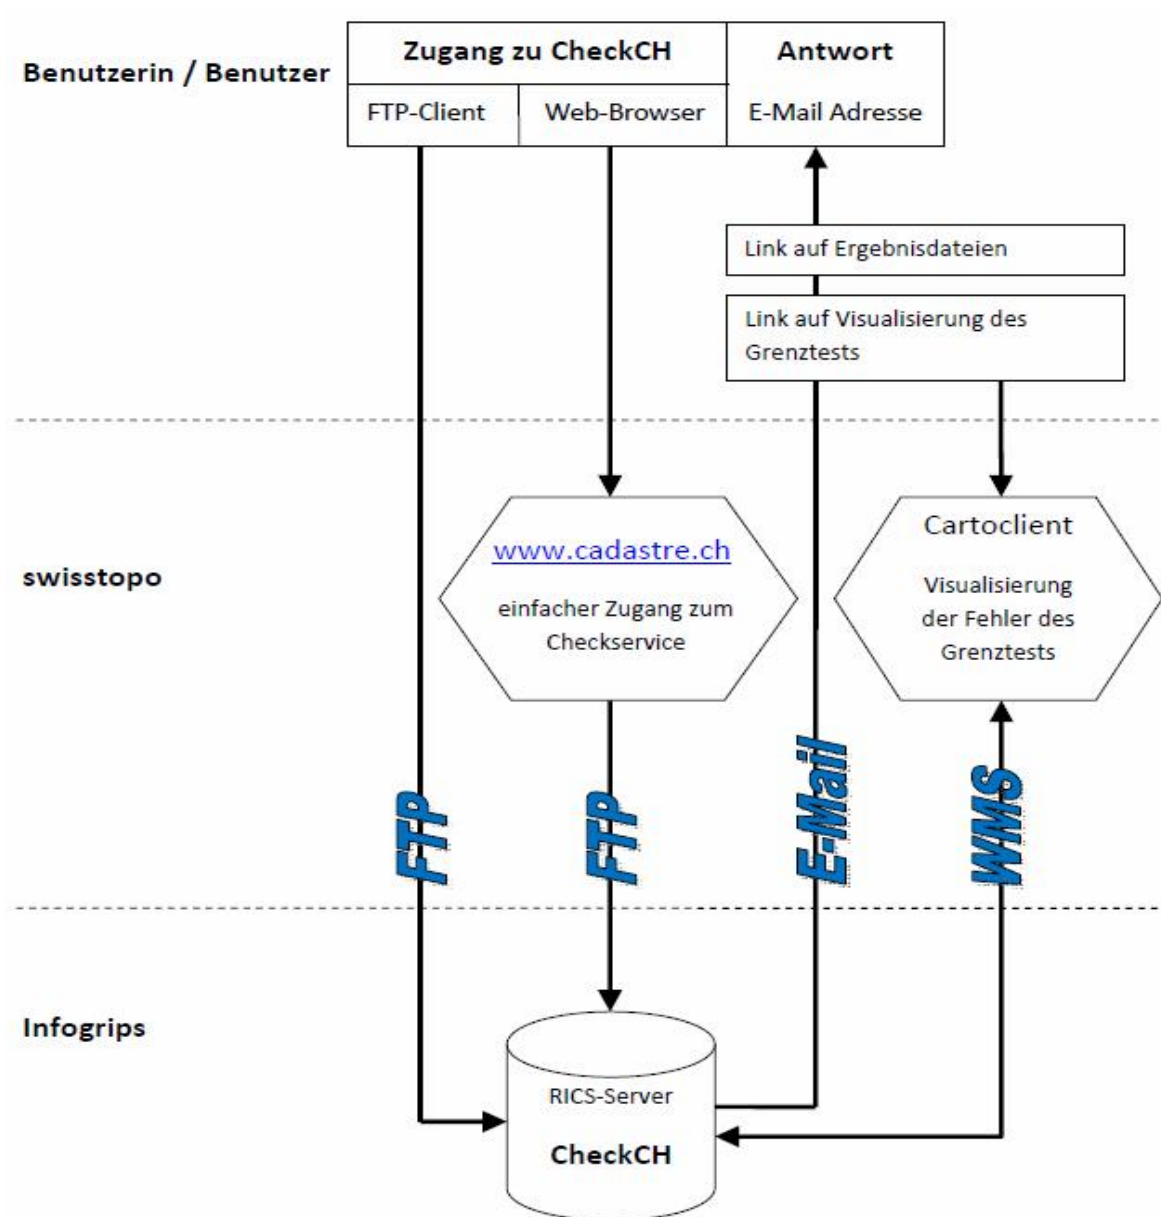 Benutzerin / Benutzer
Zugang zu CheckCH
Antwort
FTP-Client
Web-Browser
E-Mail Adresse
Link auf Ergebnisdateien
Link auf Visualisierung des
Grenztests
swisstopo
www.cadastre.ch
einfacher Zugang zum
Checkservice
Cartoclient
Visualisierung
der Fehler des
Grenztests
FTP
FTP
E-Mail
WMS
Infogrips
RICS-Server
CheckCH